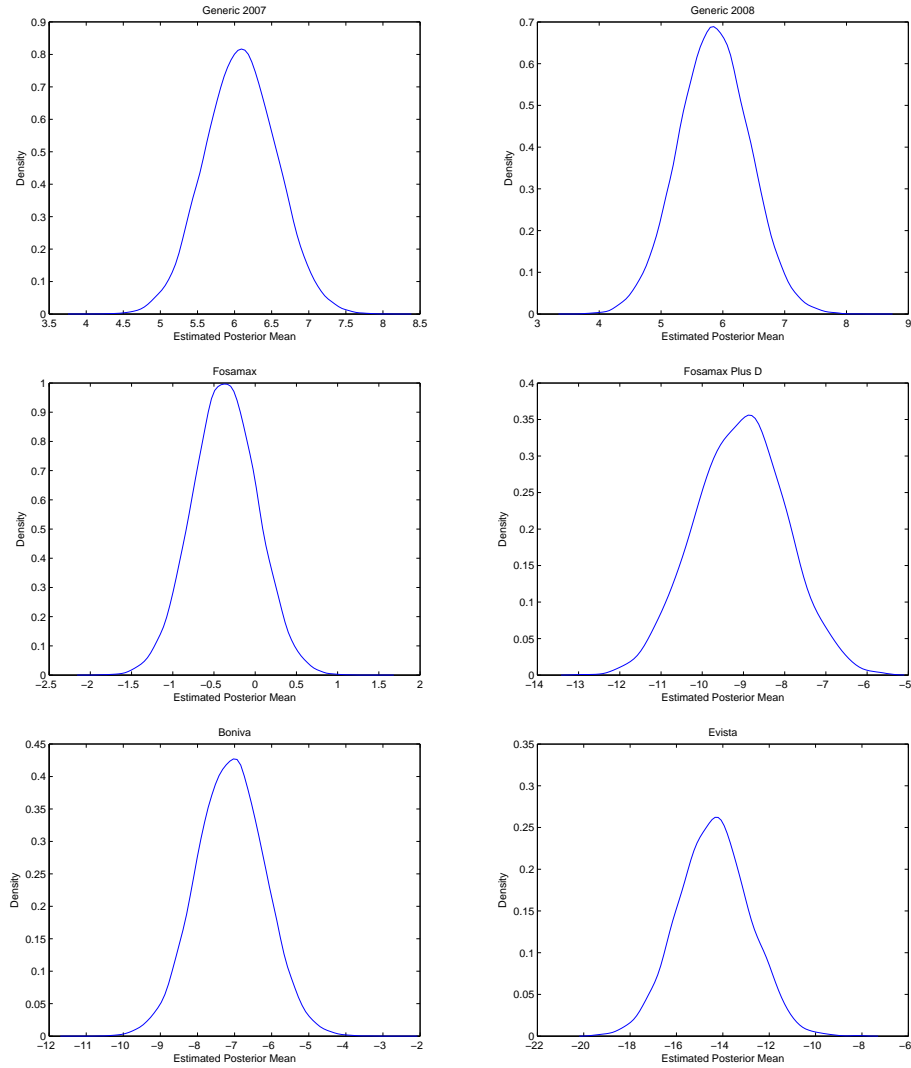 Generic 2007
0.9
0.8
0.7
0.6
0.5
0.4
0.3
0.2
0.1
0
Density
3.5 4 4.5 5 5.5 6 6.5 7 7.5 8 8.5
Estimated Posterior Mean
Generic 2008
0.7
0.6
0.5
0.4
0.3
0.2
0.1
0
Density
3 4 5 6 7 8 9
Estimated Posterior Mean
Fosamax
1
0.9
0.8
0.7
0.6
0.5
0.4
0.3
0.2
0.1
0
Density
−2.5 −2 −1.5 −1 −0.5 0 0.5 1 1.5 2
Estimated Posterior Mean
Fosamax Plus D
0.4
0.35
0.3
0.25
0.2
0.15
0.1
0.05
0
Density
−14 −13 −12 −11 −10 −9 −8 −7 −6 −5
Estimated Posterior Mean
Boniva
0.45
0.4
0.35
0.3
0.25
0.2
0.15
0.1
0.05
0
Density
−12 −11 −10 −9 −8 −7 −6 −5 −4 −3 −2
Estimated Posterior Mean
Evista
0.35
0.3
0.25
0.2
0.15
0.1
0.05
0
Density
−22 −20 −18 −16 −14 −12 −10 −8 −6
Estimated Posterior Mean